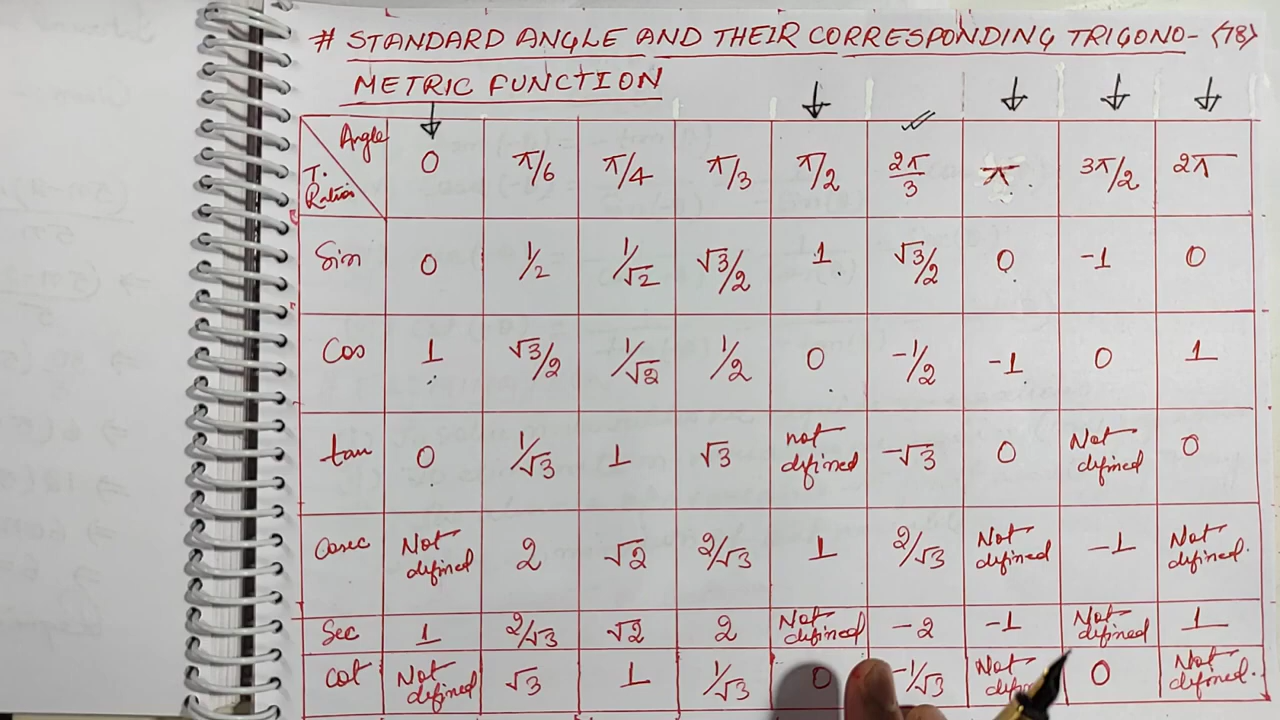 # STANDARD ANGLE AND THEIR CORRESPONDING TRIGONO- <78>
METRIC FUNCTION
Angle T. Ratios 0 π/6 π/4 π/3 π/2 2π/3 π 3π/2 2π
Sin 0 1/2 1/√2 √3/2 1 √3/2 0 -1 0
Cos 1 √3/2 1/√2 1/2 0 -1/2 -1 0 1
tan 0 1/√3 1 √3 not defined -√3 0 Not defined 0
Cosec Not defined 2 √2 2/√3 1 2/√3 Not defined -1 Not defined.
Sec 1 2/√3 √2 2 Not defined -2 -1 Not defined 1
cot Not defined √3 1 1/√3 0 -1/√3 Not 0 Not defined.